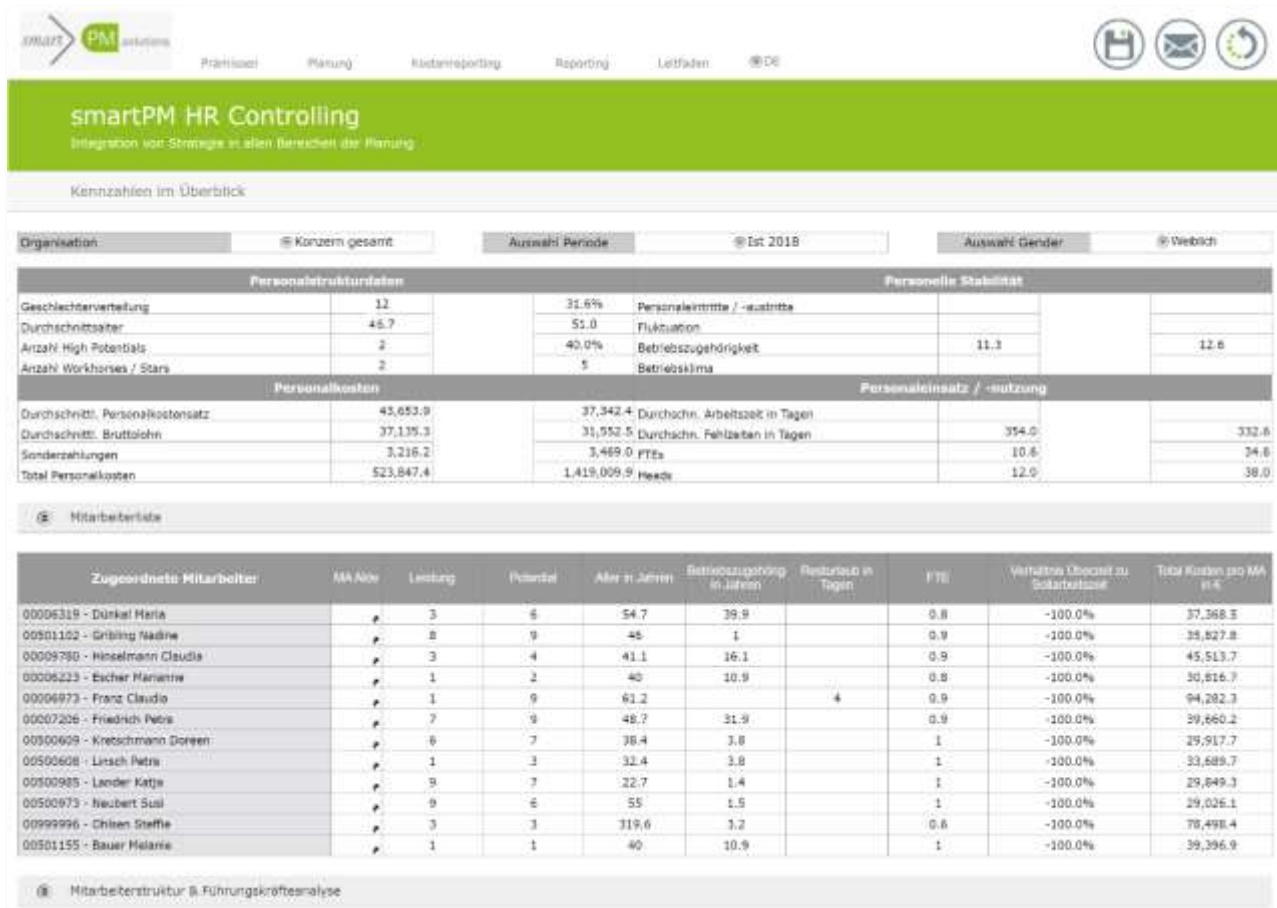 smart PM solutions
Prämissen Planung Kostenreporting Reporting Leitfaden DE
smartPM HR Controlling
Integration von Strategie in allen Bereichen der Planung
Kennzahlen im Überblick
Organisation Konzern gesamt Auswahl Periode Ist 2018 Auswahl Gender Weiblich
Personalstrukturdaten Personelle Stabilität
Geschlechterverteilung 12 31.6% Personaleintritte / -austritte
Durchschnittsalter 46.7 51.0 Fluktuation
Anzahl High Potentials 2 40.0% Betriebszugehörigkeit 11.3 12.6
Anzahl Workhorses / Stars 2 5 Betriebsklima
Personalkosten Personaleinsatz / -nutzung
Durchschnittl. Personalkostensatz 43,653.9 37,342.4 Durchschn. Arbeitszeit in Tagen
Durchschnittl. Bruttolohn 37,135.3 31,552.5 Durchschn. Fehlzeiten in Tagen 354.0 332.6
Sonderzahlungen 3,216.2 3,469.0 FTEs 10.6 34.6
Total Personalkosten 523,847.4 1,419,009.9 Heads 12.0 38.0
Mitarbeiterliste
Zugeordnete Mitarbeiter MA Leistung Potential Alter in Jahren Betriebszugehörig in Jahren Resturlaub in Tagen FTE Verhältnis Überzeit zu Sollarbeitszeit Total Kosten pro MA in €
00006319 - Dünkel Maria 3 6 54.7 39.9 0.8 -100.0% 37,368.5
00501102 - Gribling Nadine 8 9 46 1 0.9 -100.0% 35,827.8
00009780 - Hinselmann Claudia 3 4 41.1 16.1 0.9 -100.0% 45,513.7
00006223 - Escher Marianne 1 2 40 10.9 0.8 -100.0% 30,816.7
00006973 - Franz Claudia 1 9 61.2 4 0.9 -100.0% 94,282.3
00007206 - Friedrich Petra 7 9 48.7 31.9 0.9 -100.0% 39,660.2
00500609 - Kretschmann Doreen 6 7 38.4 3.8 1 -100.0% 29,917.7
00500608 - Linsch Petra 1 3 32.4 3.8 1 -100.0% 33,689.7
00500985 - Lander Katja 9 7 22.7 1.4 1 -100.0% 29,849.3
00500973 - Neubert Susi 9 6 55 1.5 1 -100.0% 29,026.1
00999996 - Ohlsen Steffie 3 3 319.6 3.2 0.6 -100.0% 78,498.4
00501155 - Bauer Melanie 1 1 40 10.9 1 -100.0% 39,396.9
Mitarbeiterstruktur & Führungskräfteanalyse